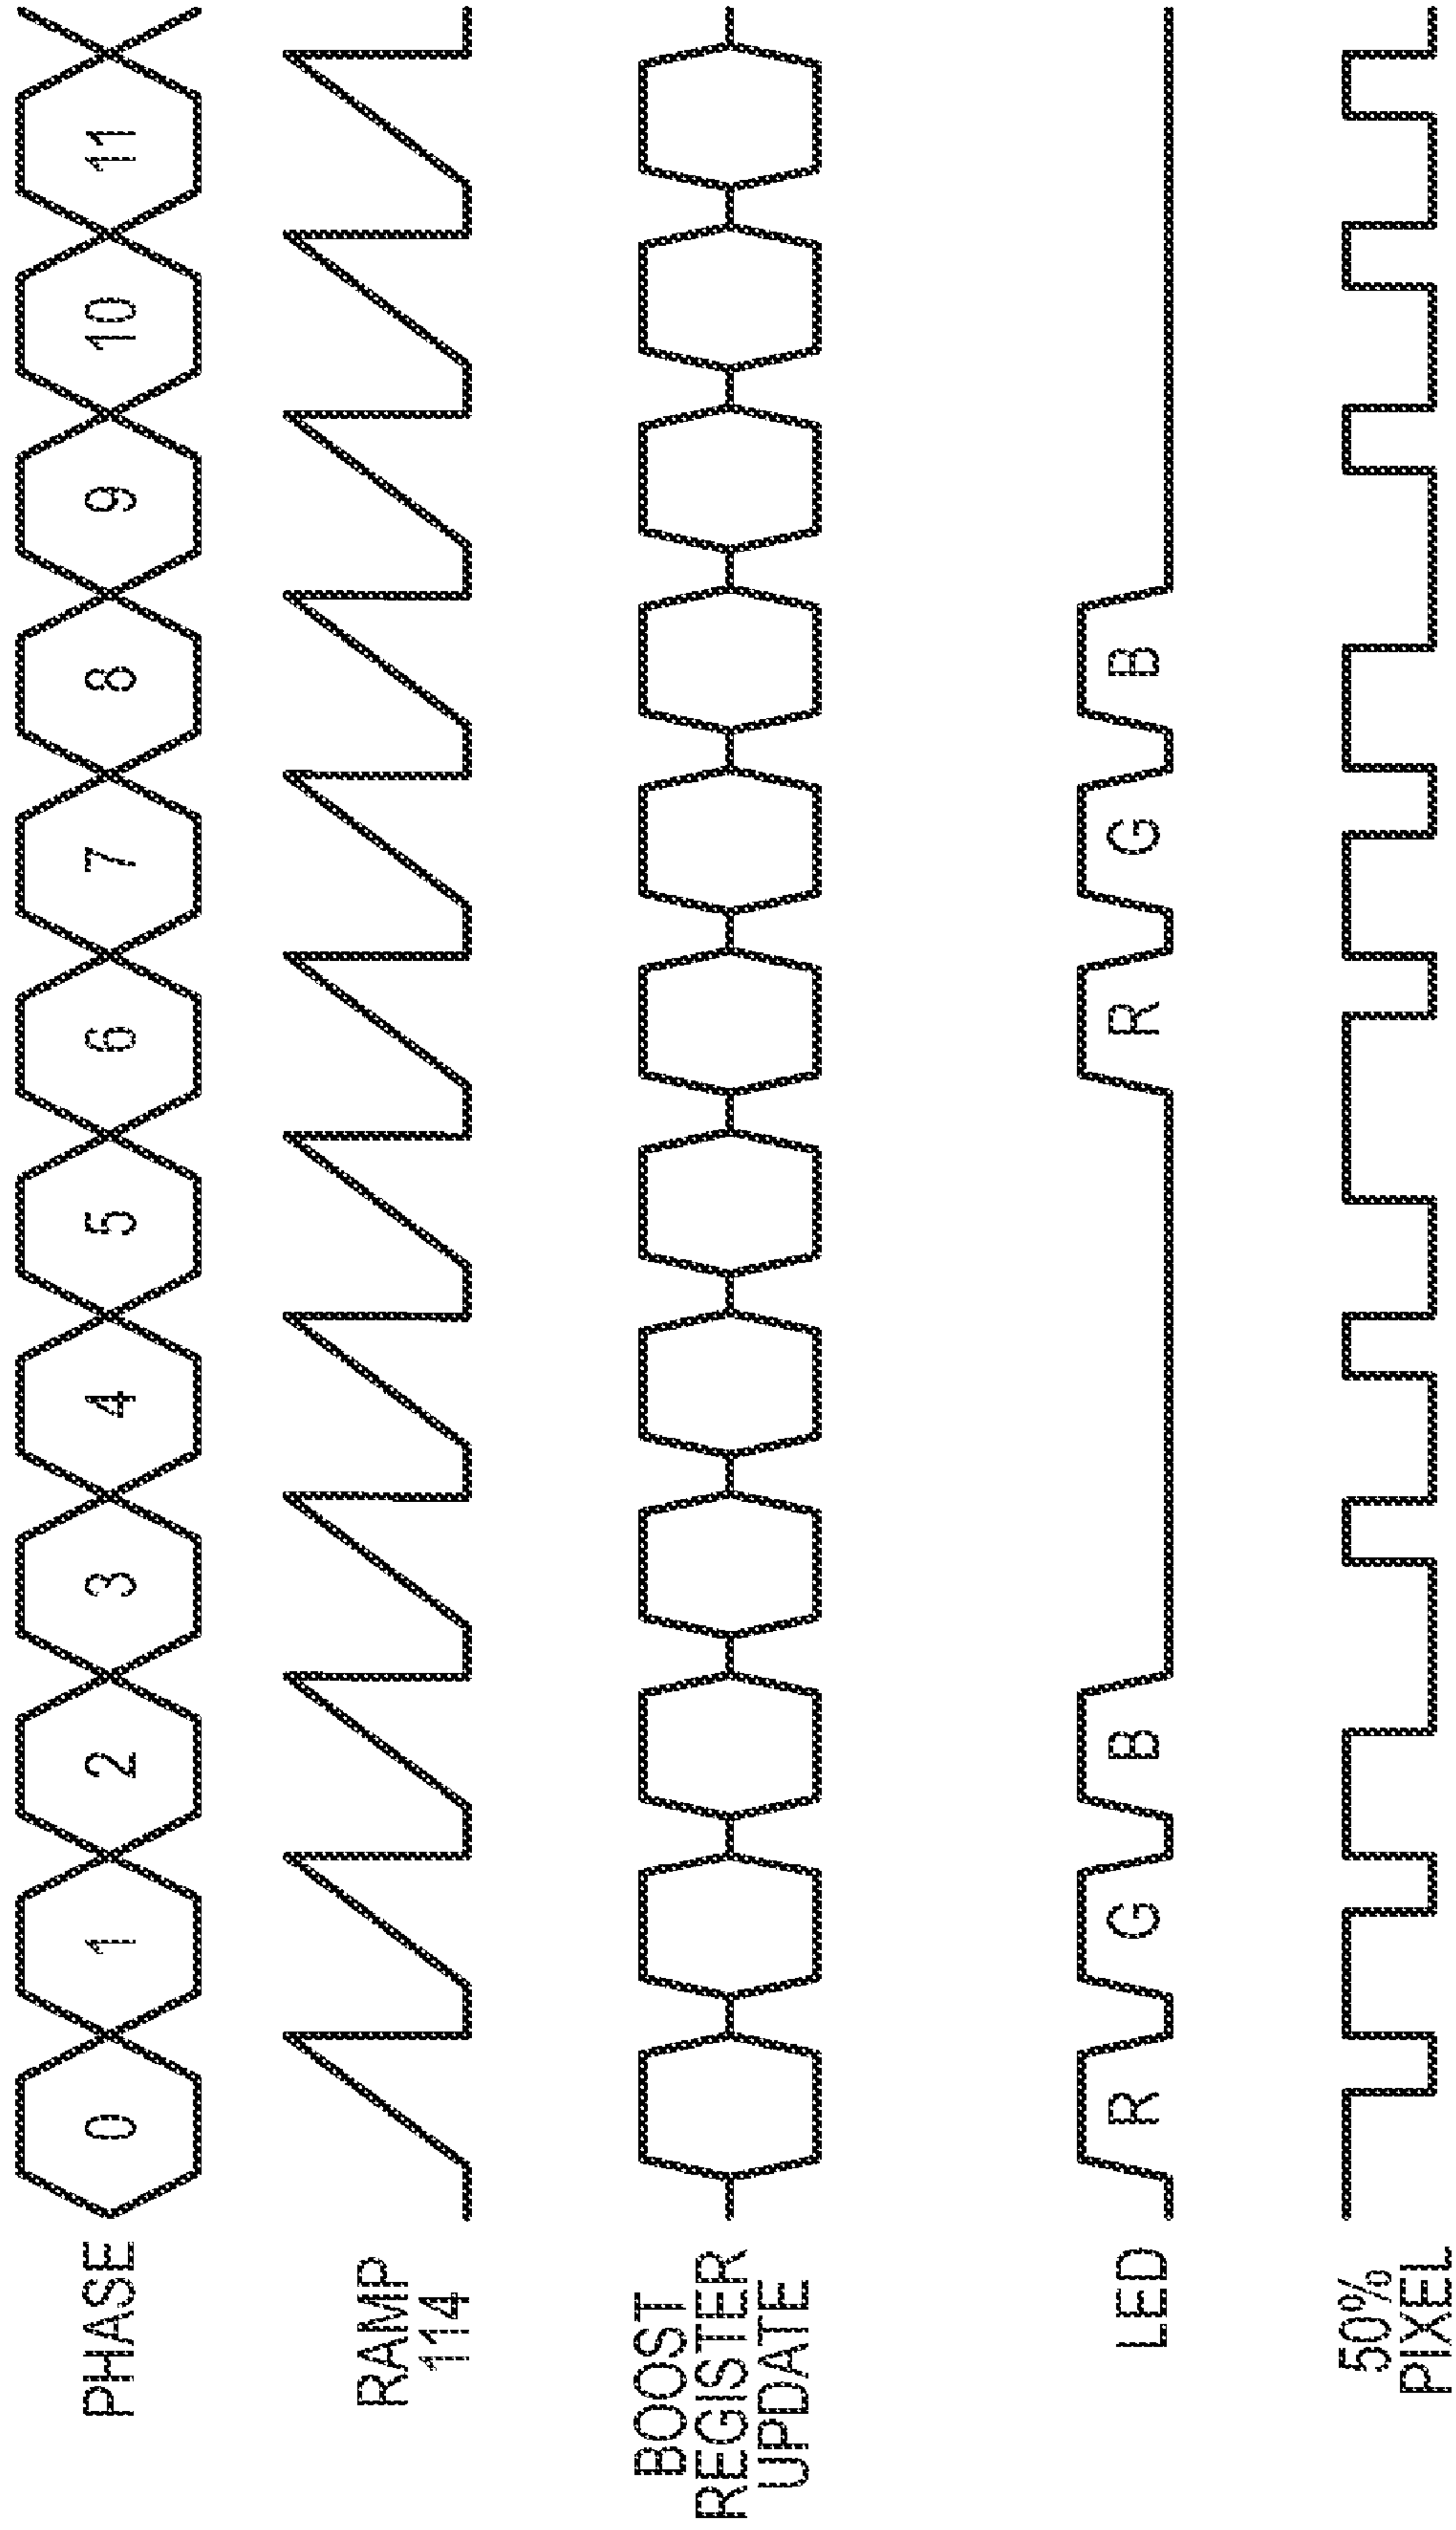 PHASE
0 1 2 3 4 5 6 7 8 9 10 11
RAMP
114
BOOST
REGISTER
UPDATE
LED
R G B R G B
50%
PIXEL